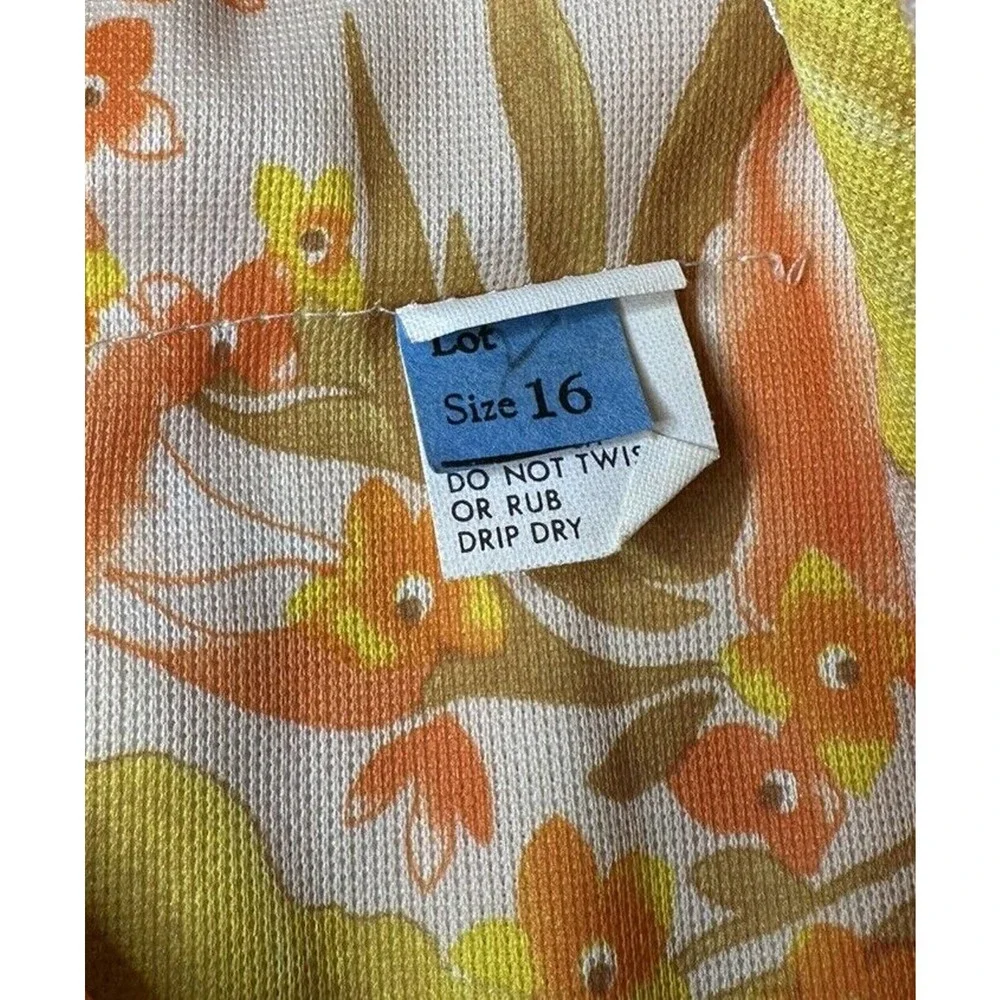 Lot
Size 16
DO NOT TWIS
OR RUB
DRIP DRY